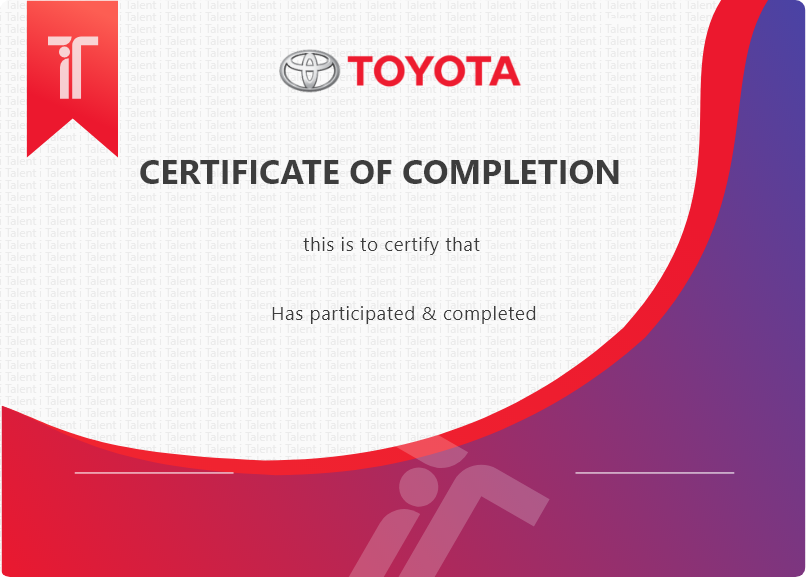 TOYOTA
CERTIFICATE OF COMPLETION
this is to certify that
Has participated & completed